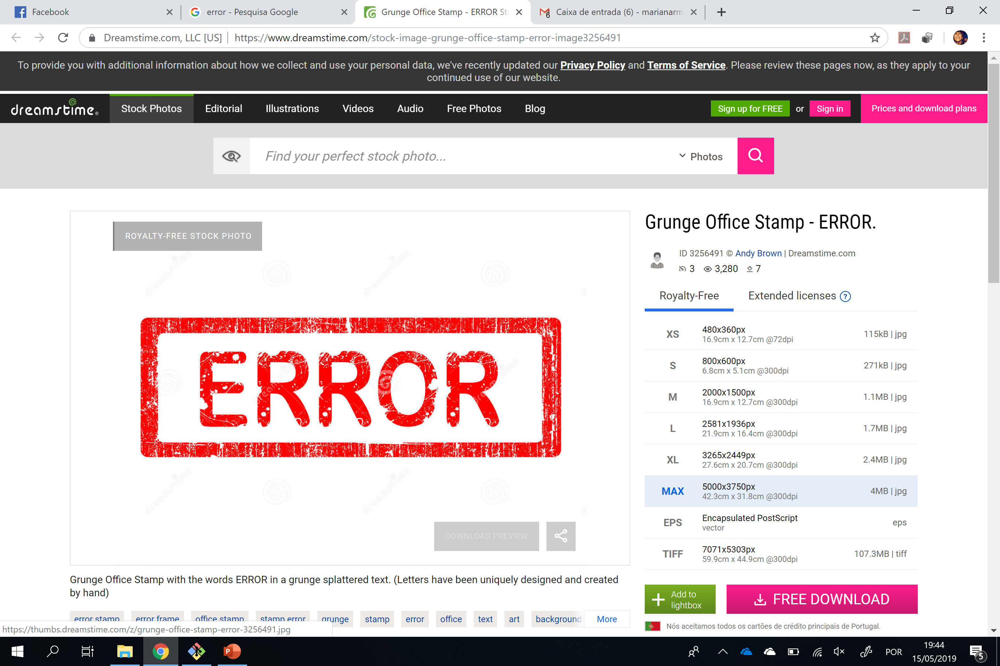 Facebook
error - Pesquisa Google
Grunge Office Stamp - ERROR Sto
Caixa de entrada (6) - marianarm
Dreamstime.com, LLC [US] | https://www.dreamstime.com/stock-image-grunge-office-stamp-error-image3256491
To provide you with additional information about how we collect and use your personal data, we've recently updated our Privacy Policy and Terms of Service. Please review these pages now, as they apply to your
continued use of our website.
dreamstime®
Stock Photos
Editorial
Illustrations
Videos
Audio
Free Photos
Blog
Sign up for FREE or Sign in
Prices and download plans
Find your perfect stock photo...
Photos
ROYALTY-FREE STOCK PHOTO
dreamstime
dreamstime
ERROR
dreamstime
dreamstime
dreamstime
dreamstime
DOWNLOAD PREVIEW
Grunge Office Stamp with the words ERROR in a grunge splattered text. (Letters have been uniquely designed and created
by hand)
error stamp
error frame
office stamp
stamp error
grunge
stamp
error
office
text
art
background
More
https://thumbs.dreamstime.com/z/grunge-office-stamp-error-3256491.jpg
Grunge Office Stamp - ERROR.
ID 3256491 © Andy Brown | Dreamstime.com
3 3,280 7
Royalty-Free
Extended licenses ?
XS 480x360px 115kB | jpg
16.9cm x 12.7cm @72dpi
S 800x600px 271kB | jpg
6.8cm x 5.1cm @300dpi
M 2000x1500px 1.1MB | jpg
16.9cm x 12.7cm @300dpi
L 2581x1936px 1.7MB | jpg
21.9cm x 16.4cm @300dpi
XL 3265x2449px 2.4MB | jpg
27.6cm x 20.7cm @300dpi
MAX 5000x3750px 4MB | jpg
42.3cm x 31.8cm @300dpi
EPS Encapsulated PostScript eps
vector
TIFF 7071x5303px 107.3MB | tiff
59.9cm x 44.9cm @300dpi
Add to
lightbox
FREE DOWNLOAD
Nós aceitamos todos os cartões de crédito principais de Portugal.
POR
19:44
15/05/2019
5